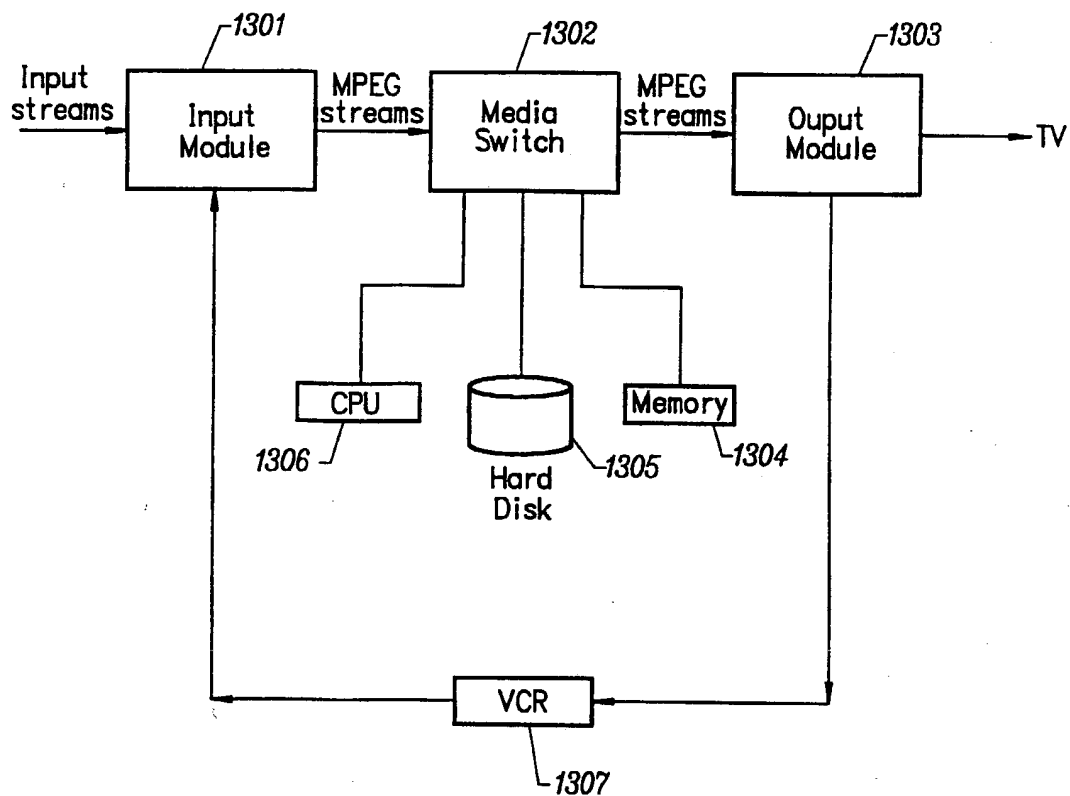 1301
1302
1303
Input
streams
Input
Module
MPEG
streams
Media
Switch
MPEG
streams
Ouput
Module
TV
CPU
1306
Hard
Disk
1305
Memory
1304
VCR
1307